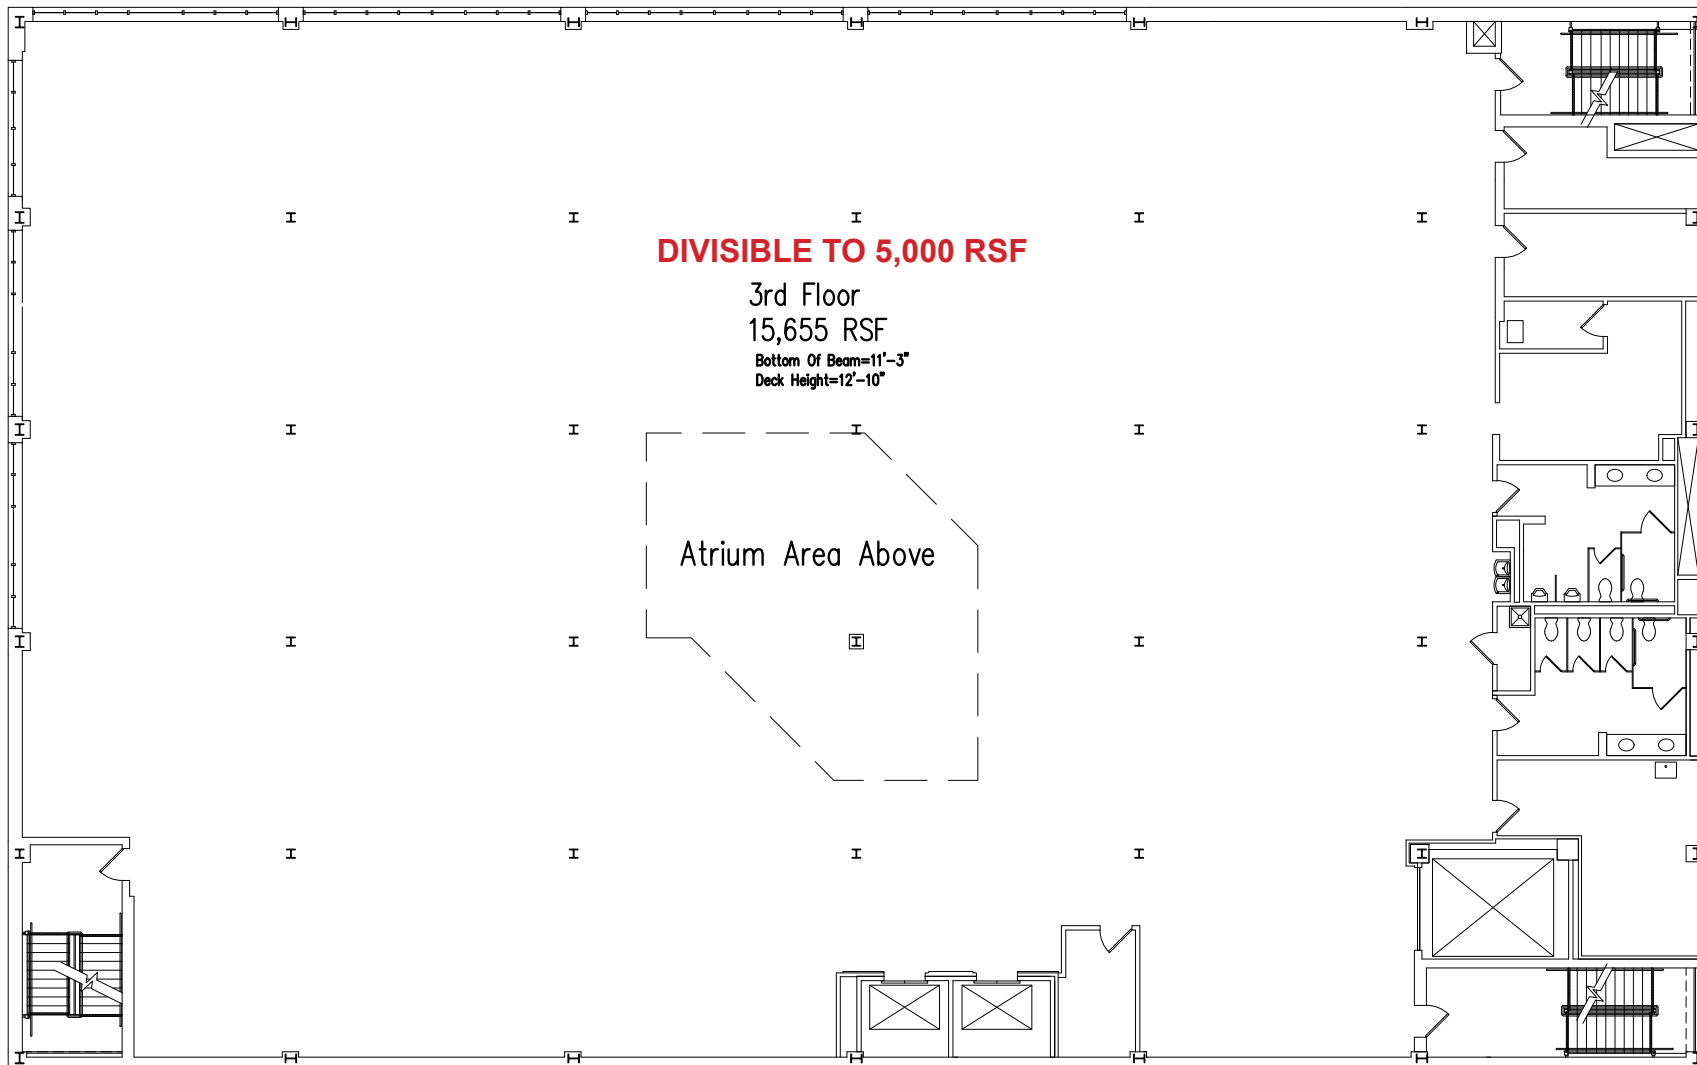 DIVISIBLE TO 5,000 RSF
3rd Floor
15,655 RSF
Bottom Of Beam=11'-3"
Deck Height=12'-10"
Atrium Area Above